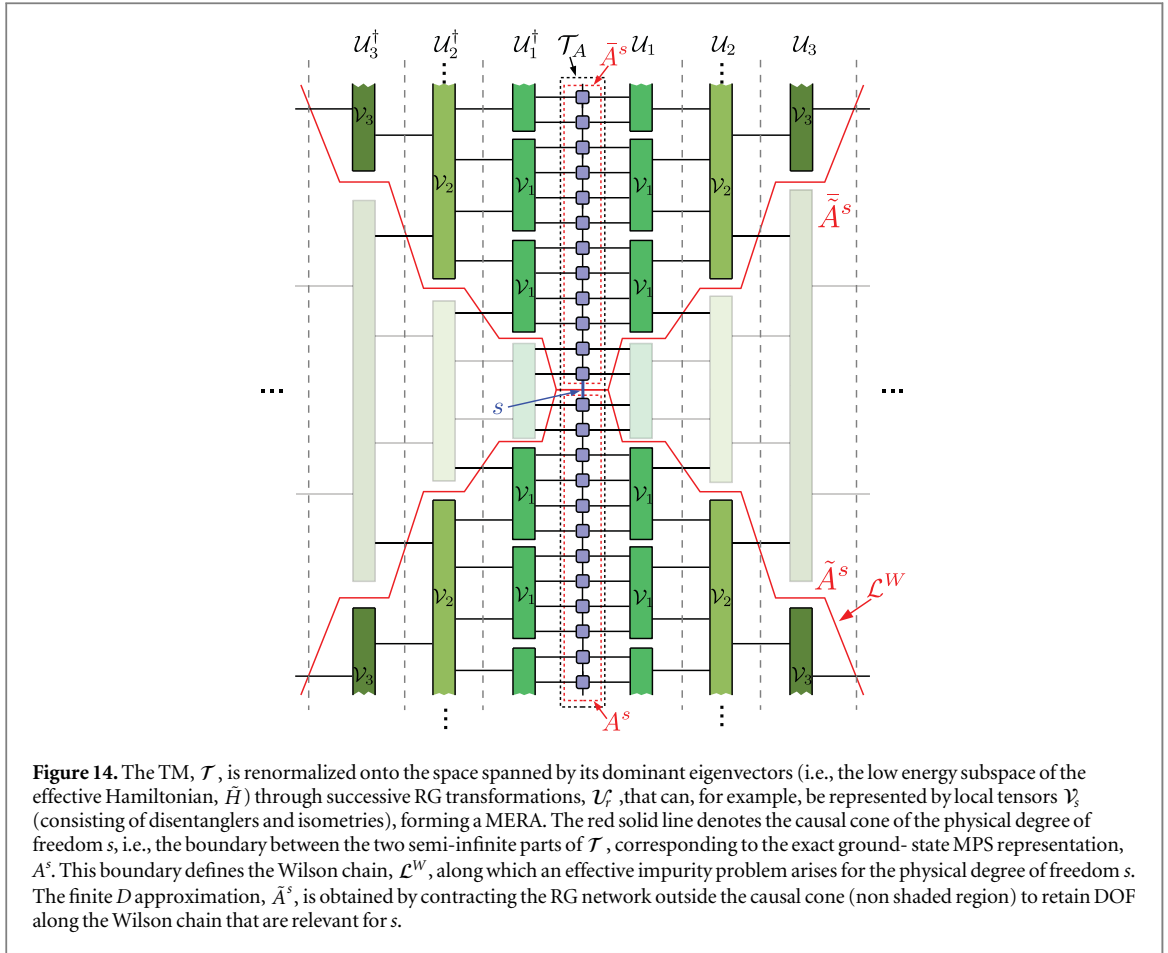 𝒰₃† 𝒰₂† 𝒰₁† 𝒯_A Ā^s 𝒰₁ 𝒰₂ 𝒰₃
𝒱₃ 𝒱₃
𝒱₂ 𝒱₁ 𝒱₁ 𝒱₂
Ã̄^s
𝒱₁ 𝒱₁
s
𝒱₁ 𝒱₁
Ã^s ℒ^W
𝒱₂ 𝒱₁ 𝒱₁ 𝒱₂
𝒱₃ 𝒱₃
A^s
Figure 14. The TM, 𝒯 , is renormalized onto the space spanned by its dominant eigenvectors (i.e., the low energy subspace of the
effective Hamiltonian, H̃) through successive RG transformations, 𝒰_r ,that can, for example, be represented by local tensors 𝒱_s
(consisting of disentanglers and isometries), forming a MERA. The red solid line denotes the causal cone of the physical degree of
freedom s, i.e., the boundary between the two semi-infinite parts of 𝒯 , corresponding to the exact ground- state MPS representation,
A^s. This boundary defines the Wilson chain, ℒ^W, along which an effective impurity problem arises for the physical degree of freedom s.
The finite D approximation, Ã^s, is obtained by contracting the RG network outside the causal cone (non shaded region) to retain DOF
along the Wilson chain that are relevant for s.